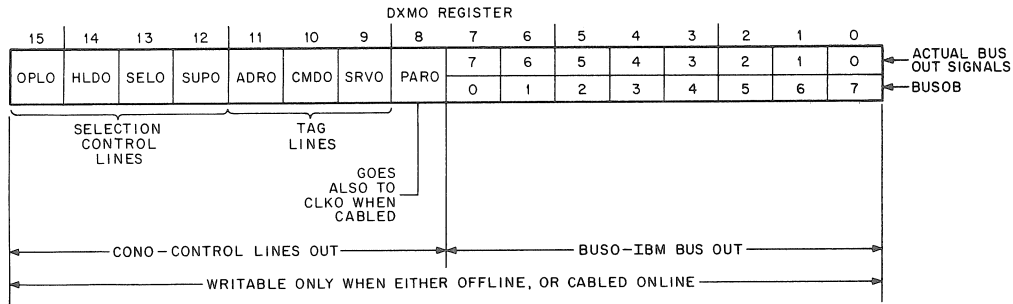 DXMO REGISTER
15 14 13 12 11 10 9 8 7 6 5 4 3 2 1 0
OPLO HLDO SELO SUPO ADRO CMDO SRVO PARO
7 6 5 4 3 2 1 0
ACTUAL BUS
OUT SIGNALS
0 1 2 3 4 5 6 7
BUSOB
SELECTION
CONTROL
LINES
TAG
LINES
GOES
ALSO TO
CLKO WHEN
CABLED
CONO-CONTROL LINES OUT
BUSO-IBM BUS OUT
WRITABLE ONLY WHEN EITHER OFFLINE, OR CABLED ONLINE